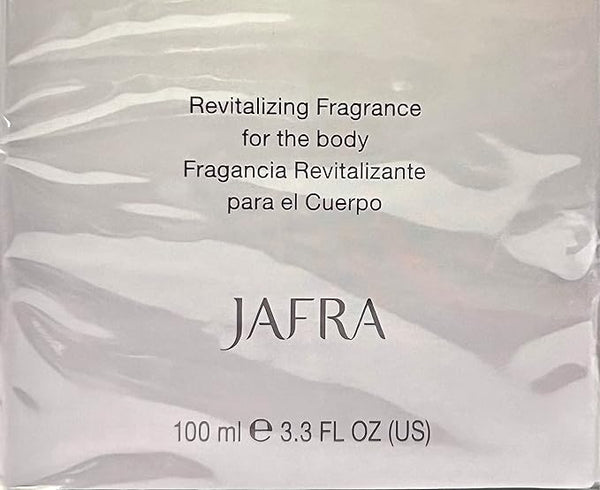 Revitalizing Fragrance
for the body
Fragancia Revitalizante
para el Cuerpo
JAFRA
100 ml ℮ 3.3 FL OZ (US)